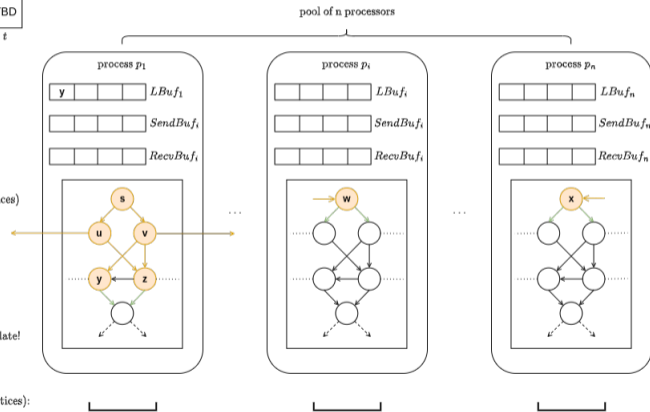 BD
pool of n processors
t
process p₁
process pᵢ
process pₙ
y
LBuf₁
LBufᵢ
LBufₙ
SendBufᵢ
SendBufᵢ
SendBufₙ
RecvBufᵢ
RecvBufᵢ
RecvBufₙ
ces)
s
w
x
...
...
u
v
y
z
late!
tices):